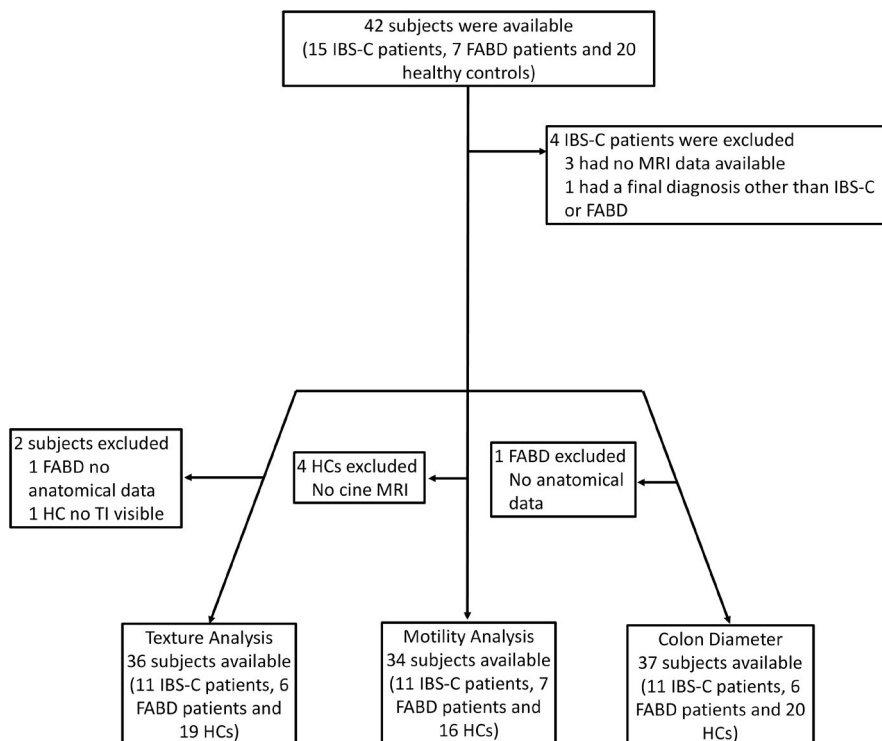 42 subjects were available
(15 IBS-C patients, 7 FABD patients and 20
healthy controls)
4 IBS-C patients were excluded
3 had no MRI data available
1 had a final diagnosis other than IBS-C
or FABD
2 subjects excluded
1 FABD no
anatomical data
1 HC no TI visible
4 HCs excluded
No cine MRI
1 FABD excluded
No anatomical
data
Texture Analysis
36 subjects available
(11 IBS-C patients, 6
FABD patients and
19 HCs)
Motility Analysis
34 subjects available
(11 IBS-C patients, 7
FABD patients and
16 HCs)
Colon Diameter
37 subjects available
(11 IBS-C patients, 6
FABD patients and 20
HCs)